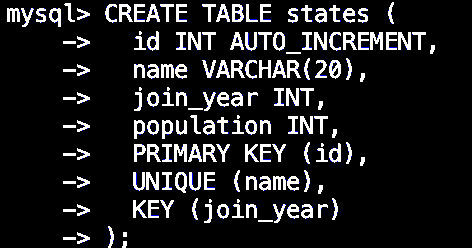 mysql> CREATE TABLE states (
    ->   id INT AUTO_INCREMENT,
    ->   name VARCHAR(20),
    ->   join_year INT,
    ->   population INT,
    ->   PRIMARY KEY (id),
    ->   UNIQUE (name),
    ->   KEY (join_year)
    -> );